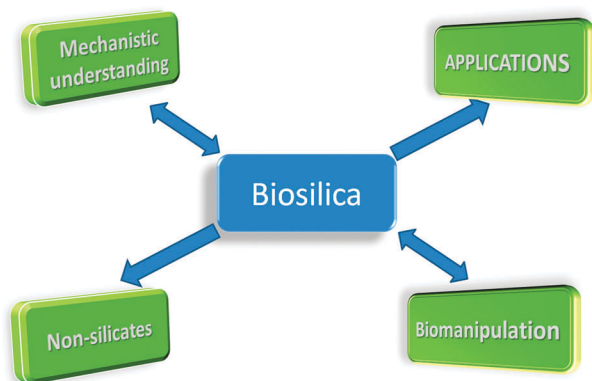 Mechanistic
understanding
APPLICATIONS
Biosilica
Non-silicates
Biomanipulation